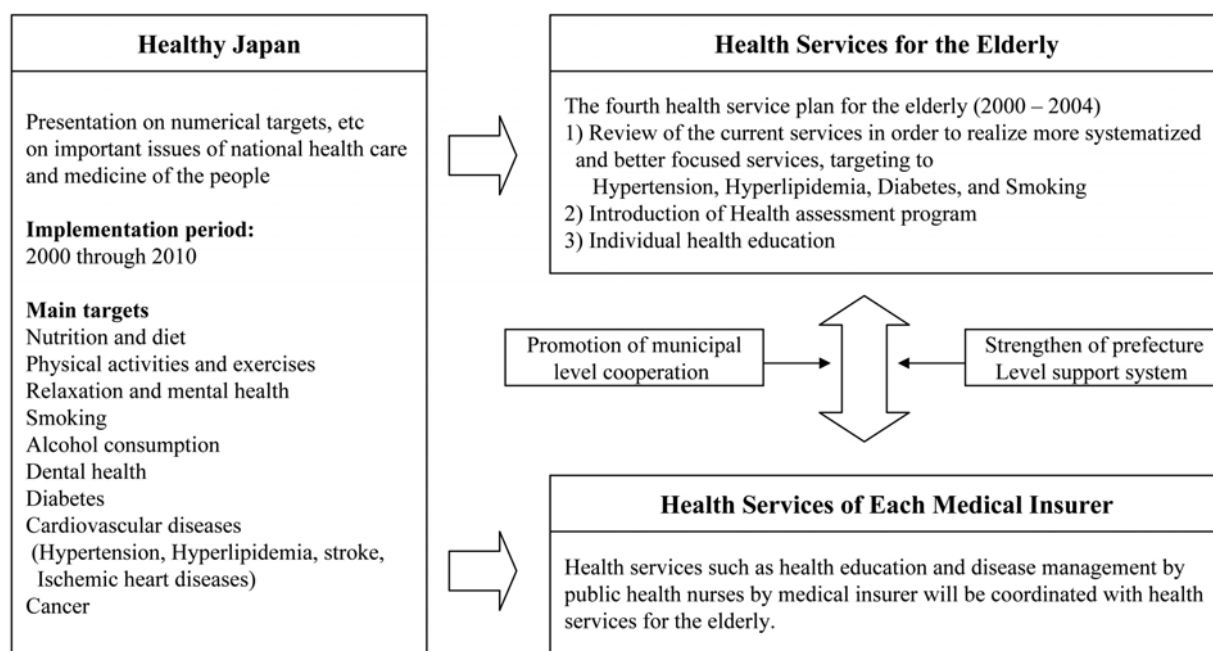 Healthy Japan
Presentation on numerical targets, etc
on important issues of national health care
and medicine of the people
Implementation period:
2000 through 2010
Main targets
Nutrition and diet
Physical activities and exercises
Relaxation and mental health
Smoking
Alcohol consumption
Dental health
Diabetes
Cardiovascular diseases
(Hypertension, Hyperlipidemia, stroke,
Ischemic heart diseases)
Cancer
Health Services for the Elderly
The fourth health service plan for the elderly (2000 – 2004)
1) Review of the current services in order to realize more systematized
and better focused services, targeting to
Hypertension, Hyperlipidemia, Diabetes, and Smoking
2) Introduction of Health assessment program
3) Individual health education
Promotion of municipal
level cooperation
Strengthen of prefecture
Level support system
Health Services of Each Medical Insurer
Health services such as health education and disease management by
public health nurses by medical insurer will be coordinated with health
services for the elderly.